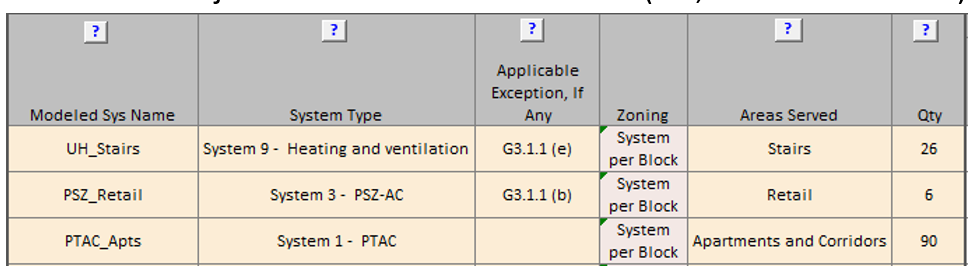 ? ? ? ? ?
Applicable
Exception, If
Modeled Sys Name System Type Any Zoning Areas Served Qty
UH_Stairs System 9 - Heating and ventilation G3.1.1 (e) System per Block Stairs 26
PSZ_Retail System 3 - PSZ-AC G3.1.1 (b) System per Block Retail 6
PTAC_Apts System 1 - PTAC System per Block Apartments and Corridors 90